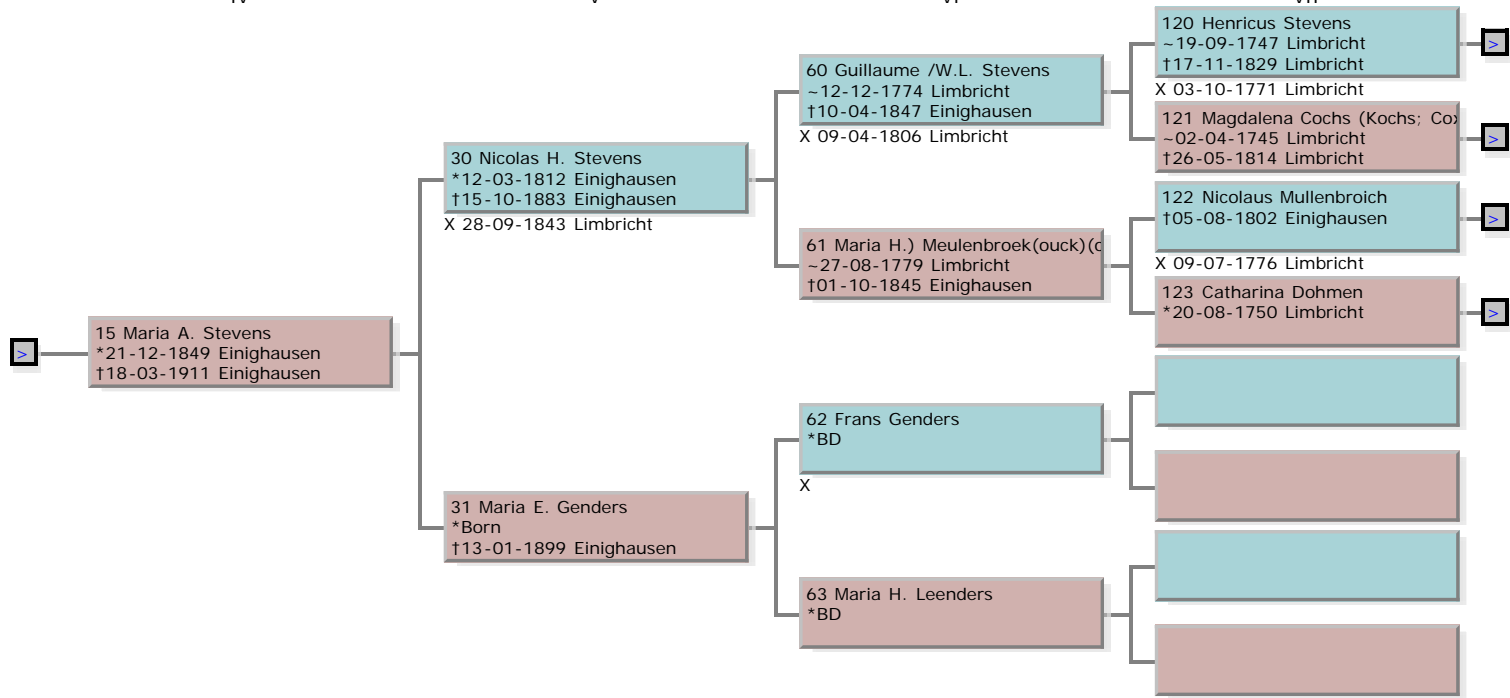 IV V VI VII
120 Henricus Stevens
~19-09-1747 Limbricht
†17-11-1829 Limbricht
>
X 03-10-1771 Limbricht
60 Guillaume /W.L. Stevens
~12-12-1774 Limbricht
†10-04-1847 Einighausen
X 09-04-1806 Limbricht
121 Magdalena Cochs (Kochs; Cox
~02-04-1745 Limbricht
†26-05-1814 Limbricht
>
30 Nicolas H. Stevens
*12-03-1812 Einighausen
†15-10-1883 Einighausen
X 28-09-1843 Limbricht
122 Nicolaus Mullenbroich
†05-08-1802 Einighausen
>
X 09-07-1776 Limbricht
61 Maria H.) Meulenbroek(ouck)(
~27-08-1779 Limbricht
†01-10-1845 Einighausen
123 Catharina Dohmen
*20-08-1750 Limbricht
>
>
15 Maria A. Stevens
*21-12-1849 Einighausen
†18-03-1911 Einighausen
62 Frans Genders
*BD
X
31 Maria E. Genders
*Born
†13-01-1899 Einighausen
63 Maria H. Leenders
*BD